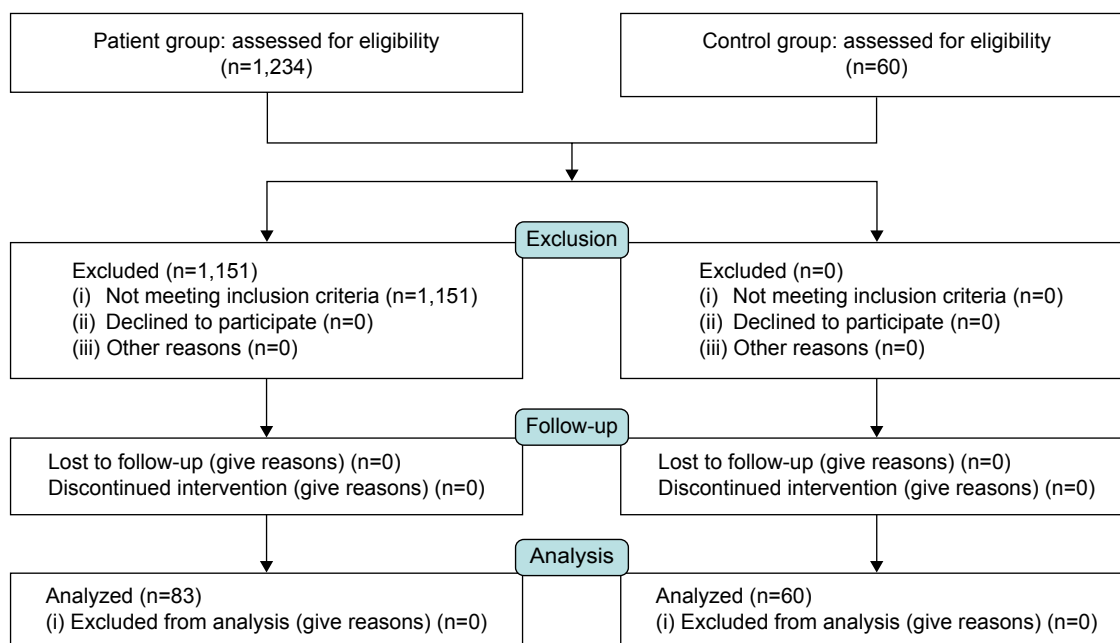 Patient group: assessed for eligibility
(n=1,234)
Control group: assessed for eligibility
(n=60)
Exclusion
Excluded (n=1,151)
(i) Not meeting inclusion criteria (n=1,151)
(ii) Declined to participate (n=0)
(iii) Other reasons (n=0)
Excluded (n=0)
(i) Not meeting inclusion criteria (n=0)
(ii) Declined to participate (n=0)
(iii) Other reasons (n=0)
Follow-up
Lost to follow-up (give reasons) (n=0)
Discontinued intervention (give reasons) (n=0)
Lost to follow-up (give reasons) (n=0)
Discontinued intervention (give reasons) (n=0)
Analysis
Analyzed (n=83)
(i) Excluded from analysis (give reasons) (n=0)
Analyzed (n=60)
(i) Excluded from analysis (give reasons) (n=0)